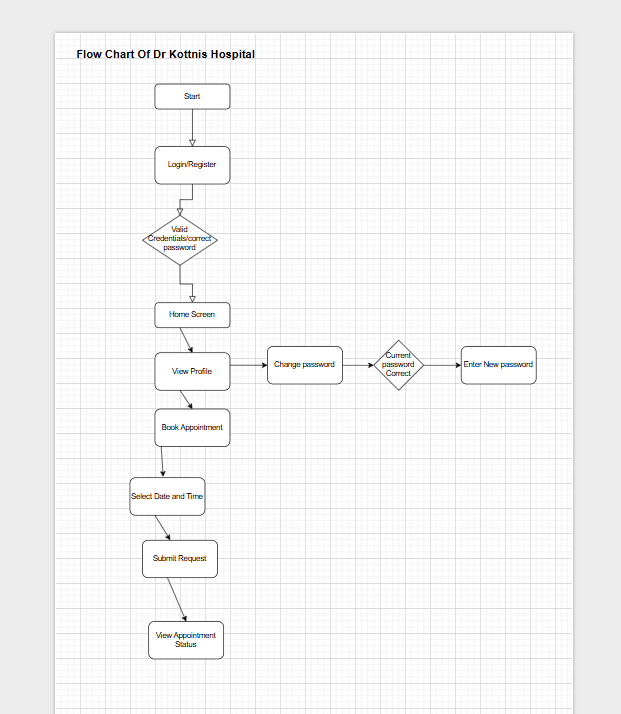 Flow Chart Of Dr Kottnis Hospital
Start
Login/Register
Valid
Credentials/correct
password
Home Screen
View Profile
Change password
Current
password
Correct
Enter New password
Book Appointment
Select Date and Time
Submit Request
View Appointment
Status